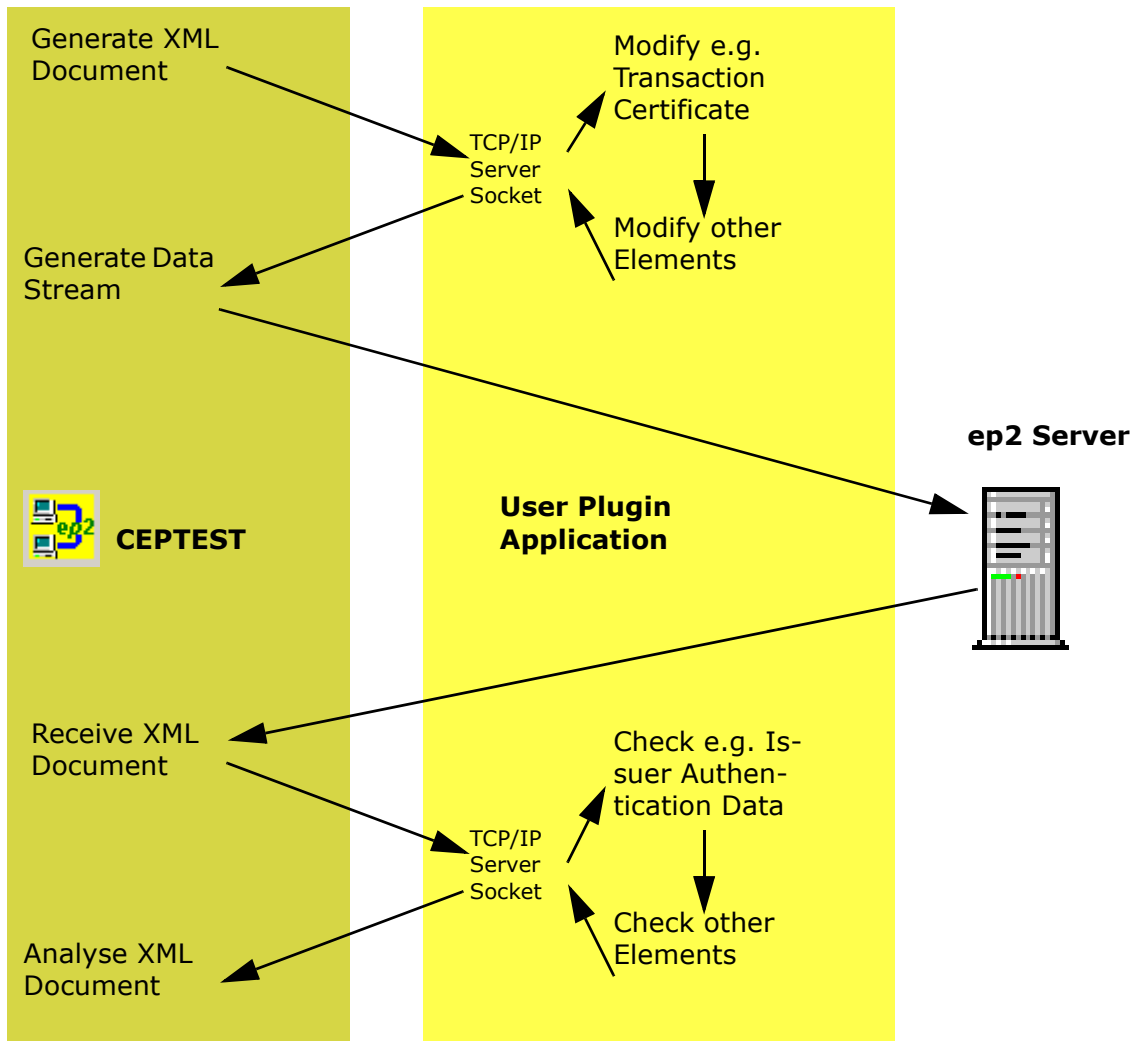 Generate XML
Document
Modify e.g.
Transaction
Certificate
TCP/IP
Server
Socket
Modify other
Elements
Generate Data
Stream
ep2 Server
ep2
CEPTEST
User Plugin
Application
Receive XML
Document
Check e.g. Is-
suer Authen-
tication Data
TCP/IP
Server
Socket
Check other
Elements
Analyse XML
Document